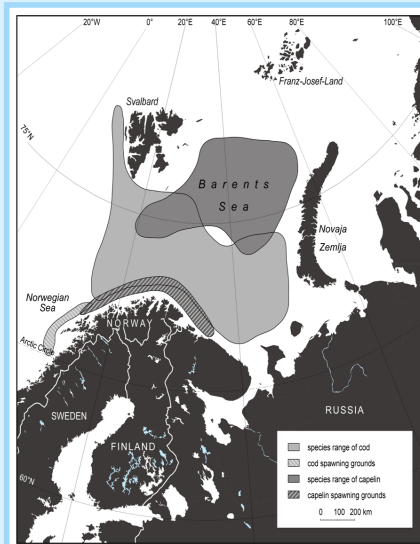 20°W 0° 20°E 40°E 60°E 80°E 100°E
Franz-Josef-Land
Svalbard
75°N
Barents
Sea
Novaja
Zemlja
Norwegian
Sea
NORWAY
Arctic Circle
SWEDEN
RUSSIA
FINLAND
60°N
species range of cod
cod spawning grounds
species range of capelin
capelin spawning grounds
0 100 200 km